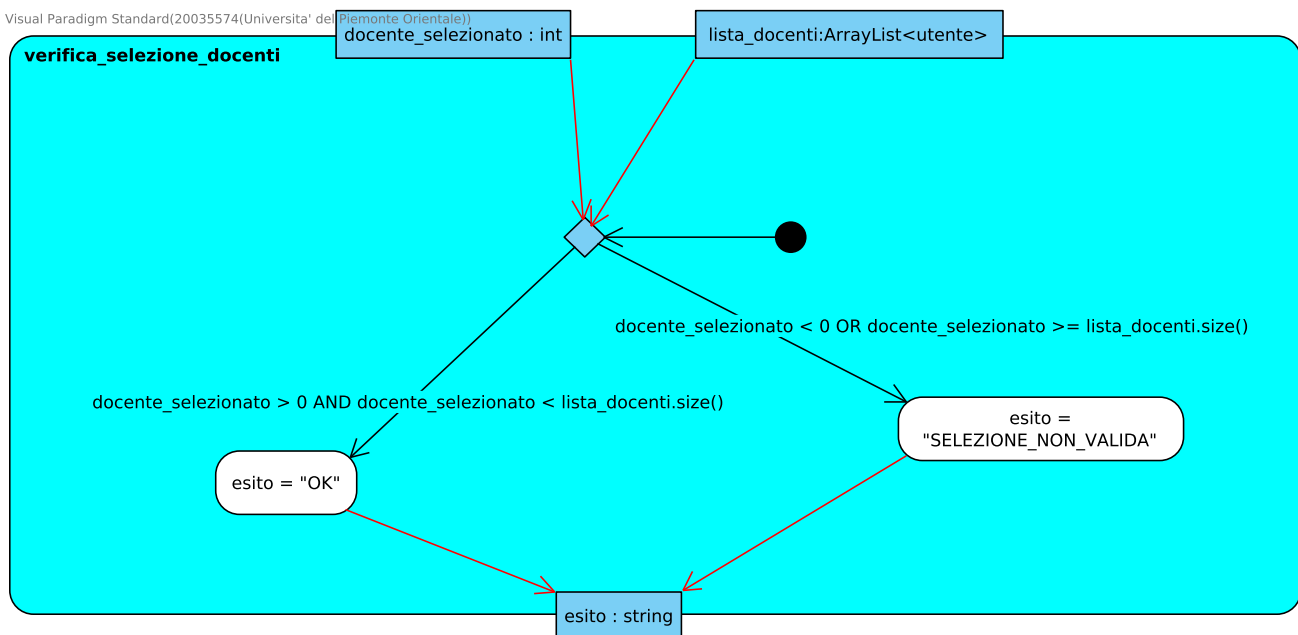 Visual Paradigm Standard(20035574(Universita' del Piemonte Orientale))
docente_selezionato : int
lista_docenti:ArrayList<utente>
verifica_selezione_docenti
docente_selezionato < 0 OR docente_selezionato >= lista_docenti.size()
docente_selezionato > 0 AND docente_selezionato < lista_docenti.size()
esito =
"SELEZIONE_NON_VALIDA"
esito = "OK"
esito : string